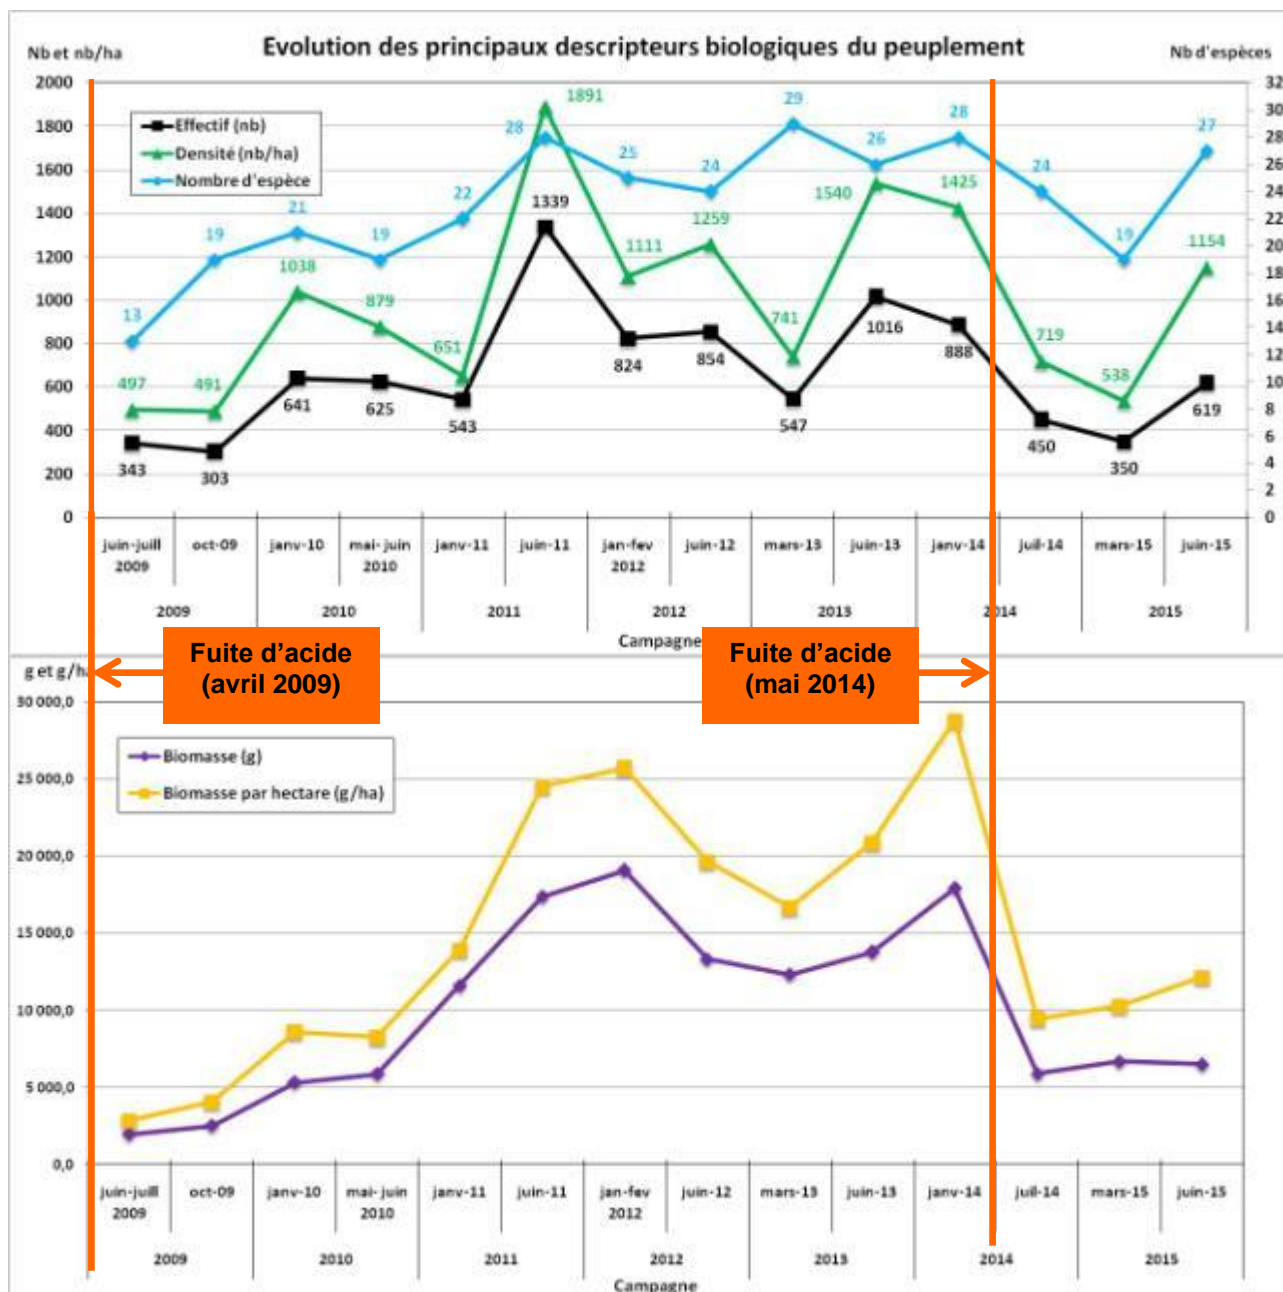 Evolution des principaux descripteurs biologiques du peuplement
Nb et nb/ha
Nb d'espèces
2000
1800
1600
1400
1200
1000
800
600
400
200
0
32
30
28
26
24
22
20
18
16
14
12
10
8
6
4
2
0
Effectif (nb)
Densité (nb/ha)
Nombre d'espèce
13 19 21 19 22 28 25 24 29 26 28 24 19 27
497 491 1038 879 651 1891 1111 1259 741 1540 1425 719 538 1154
343 303 641 625 543 1339 824 854 547 1016 888 450 350 619
juin-juill 2009 oct-09 janv-10 mai-juin 2010 janv-11 juin-11 jan-fev 2012 juin-12 mars-13 juin-13 janv-14 juil-14 mars-15 juin-15
2009 2010 2011 2012 2013 2014 2015
Campagne
Fuite d'acide
(avril 2009)
Fuite d'acide
(mai 2014)
g et g/ha
30 000,0
25 000,0
20 000,0
15 000,0
10 000,0
5 000,0
0,0
Biomasse (g)
Biomasse par hectare (g/ha)
juin-juill 2009 oct-09 janv-10 mai-juin 2010 janv-11 juin-11 jan-fev 2012 juin-12 mars-13 juin-13 janv-14 juil-14 mars-15 juin-15
2009 2010 2011 2012 2013 2014 2015
Campagne